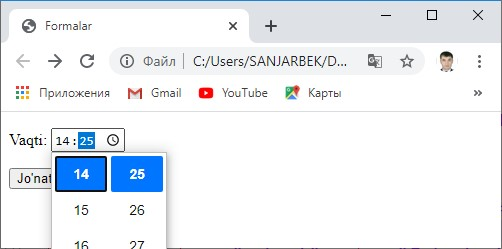 Formalar
Файл C:/Users/SANJARBEK/D...
Приложения Gmail YouTube Карты
Vaqti: 14:25
14 25
Jo'nat
15 26
16 27